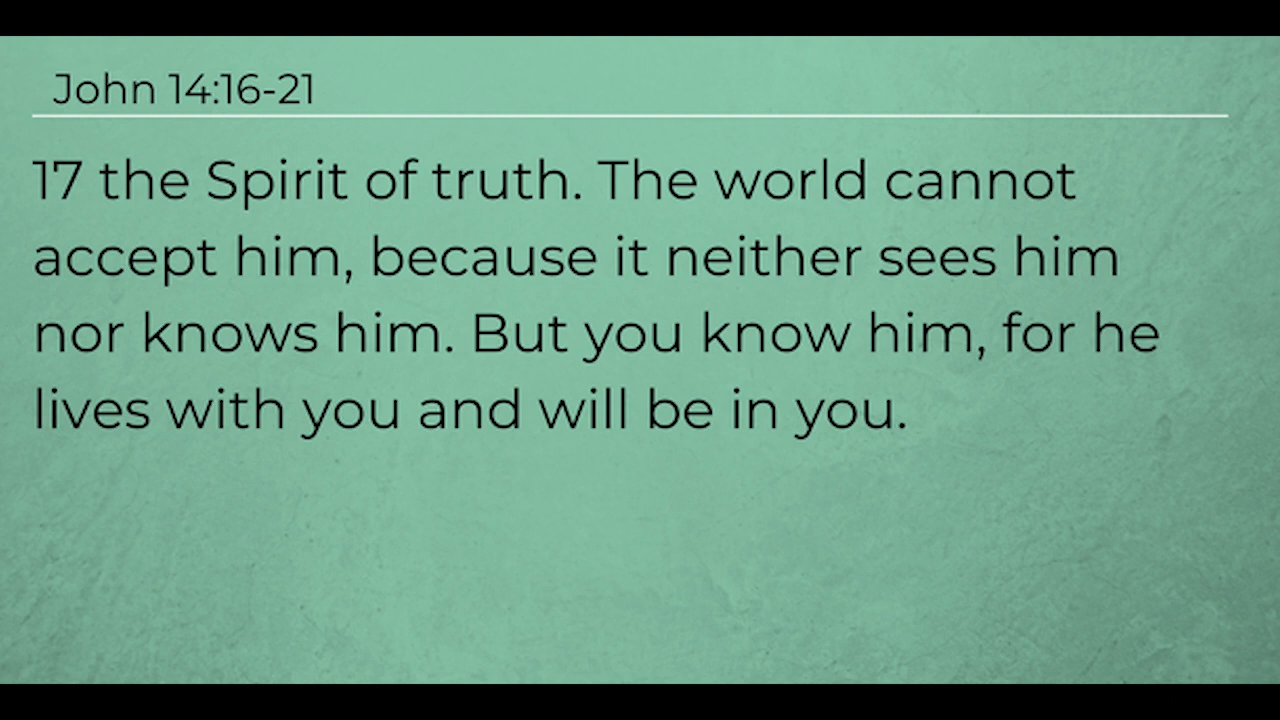 John 14:16-21
17 the Spirit of truth. The world cannot
accept him, because it neither sees him
nor knows him. But you know him, for he
lives with you and will be in you.